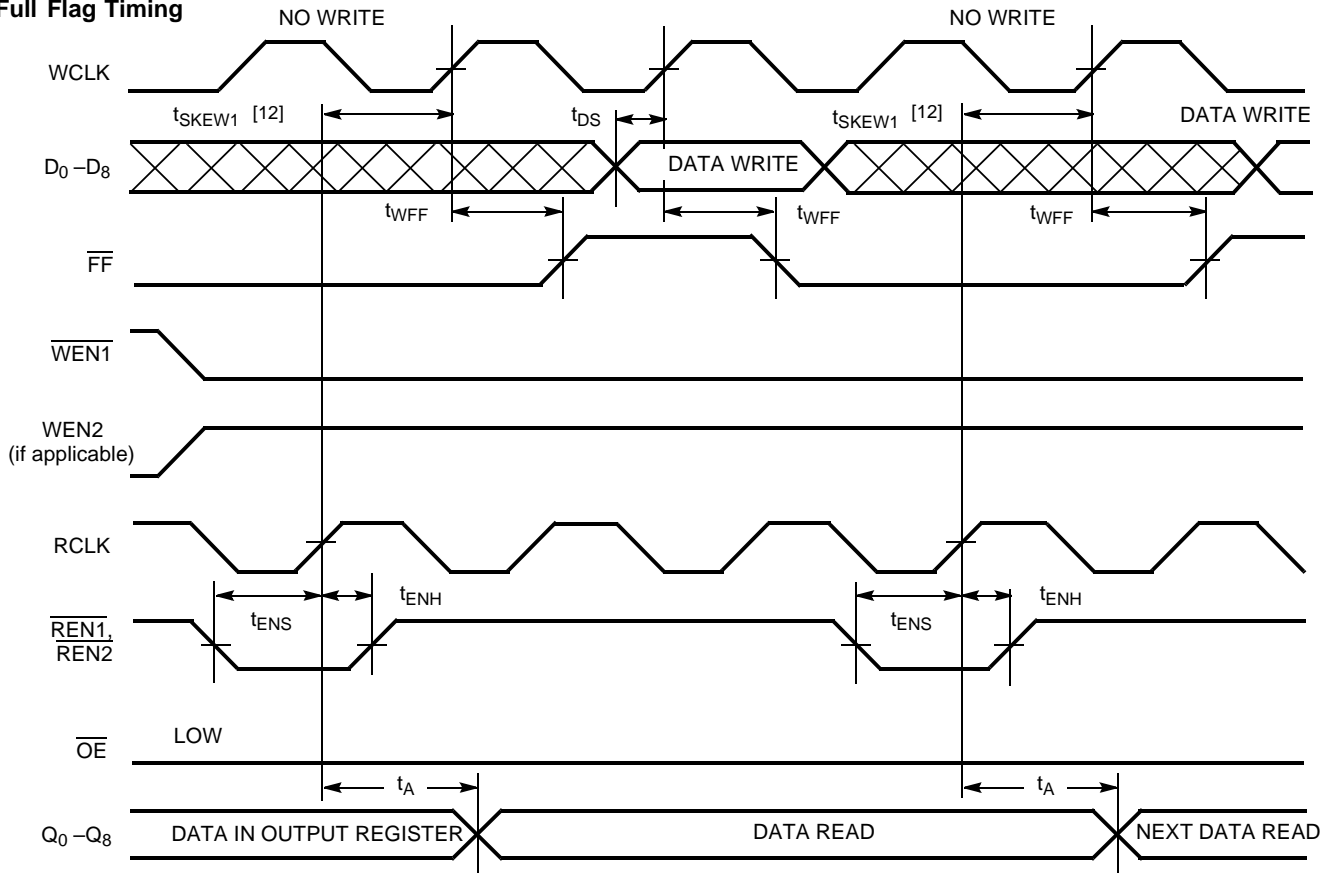 Full Flag Timing
NO WRITE NO WRITE
WCLK
tSKEW1 [12] tDS tSKEW1 [12] DATA WRITE
D0 –D8 DATA WRITE
tWFF tWFF tWFF
FF
WEN1
WEN2
(if applicable)
RCLK
tENH tENH
tENS tENS
REN1,
REN2
LOW
OE
tA tA
Q0 –Q8 DATA IN OUTPUT REGISTER DATA READ NEXT DATA READ